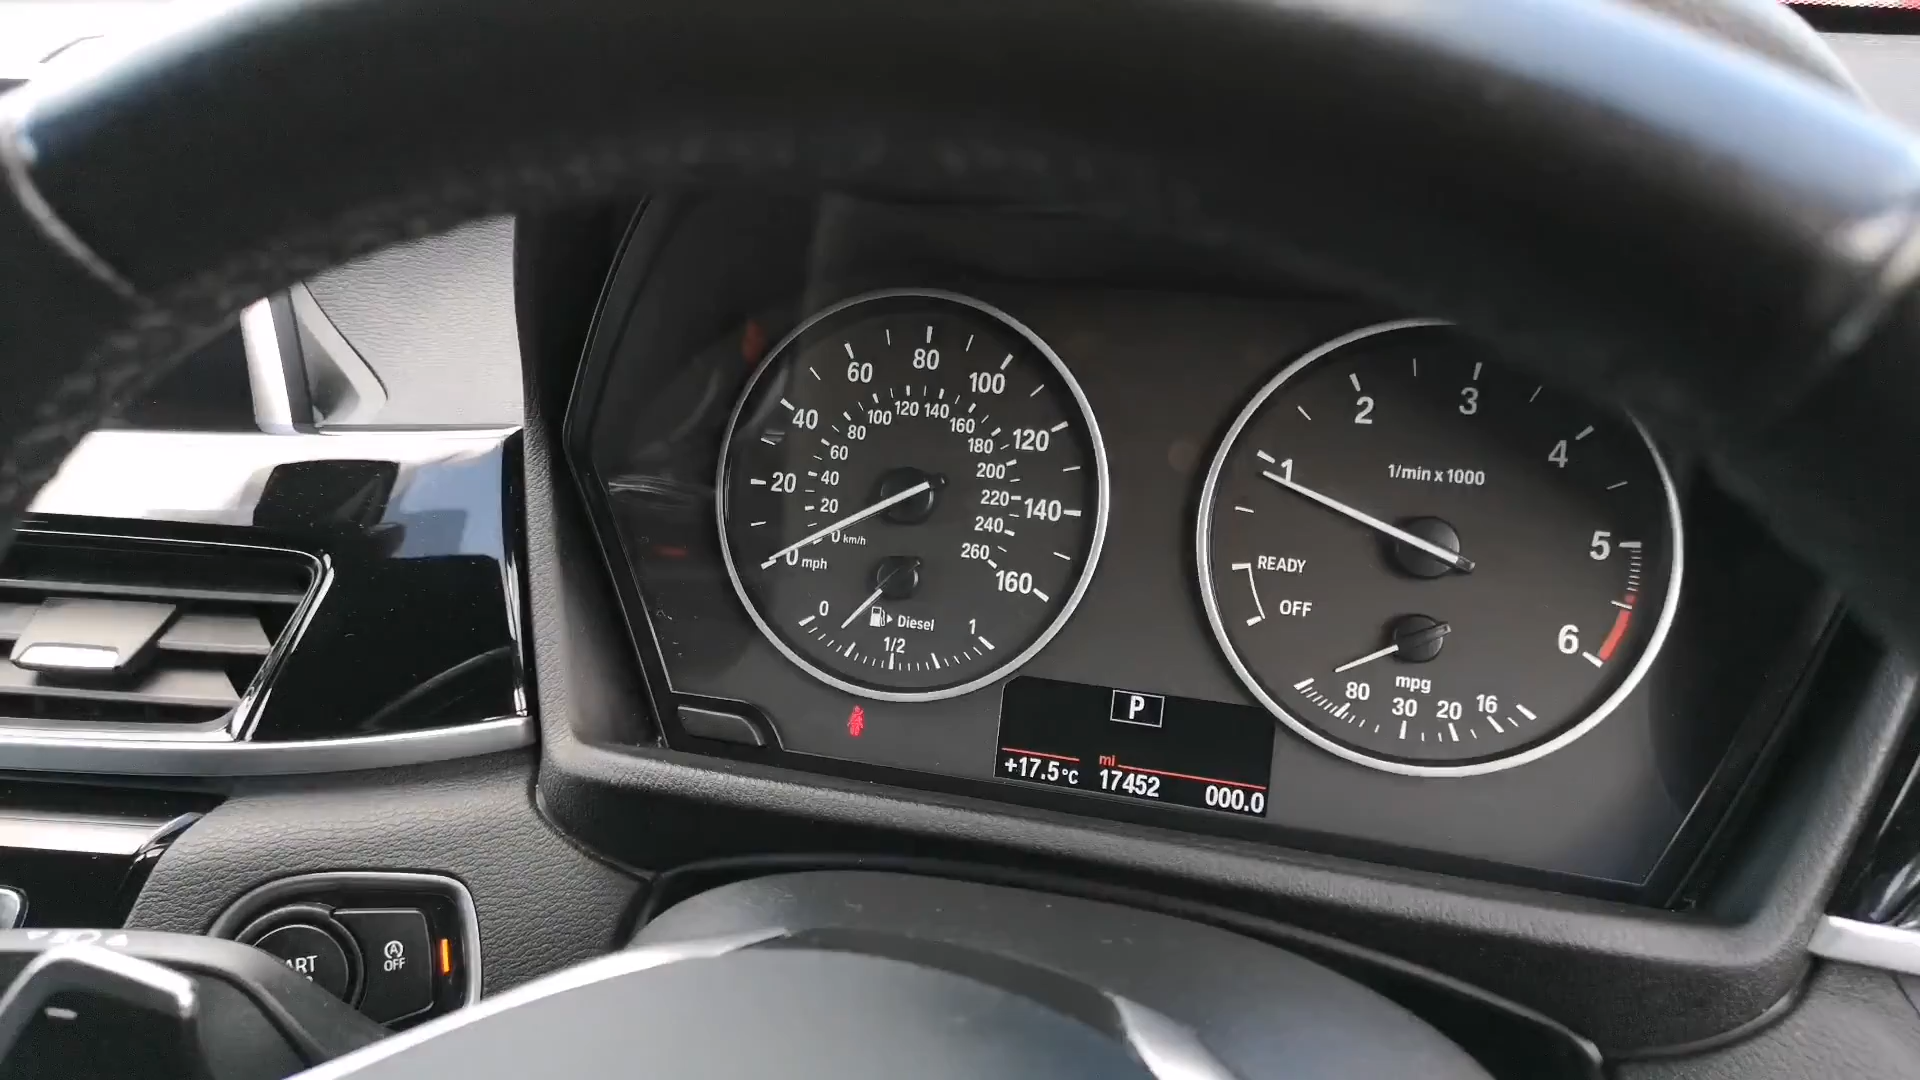 60 80 100
40 120
20 140
0 mph 160
100 120 140 160
80 180
60 200
40 220
20 240
0 km/h 260
0 Diesel 1
1/2
2 3
1 4
1/min x 1000
5
6
READY
OFF
mpg
80 30 20 16
P
mi
+17.5°C 17452 000.0
A
OFF